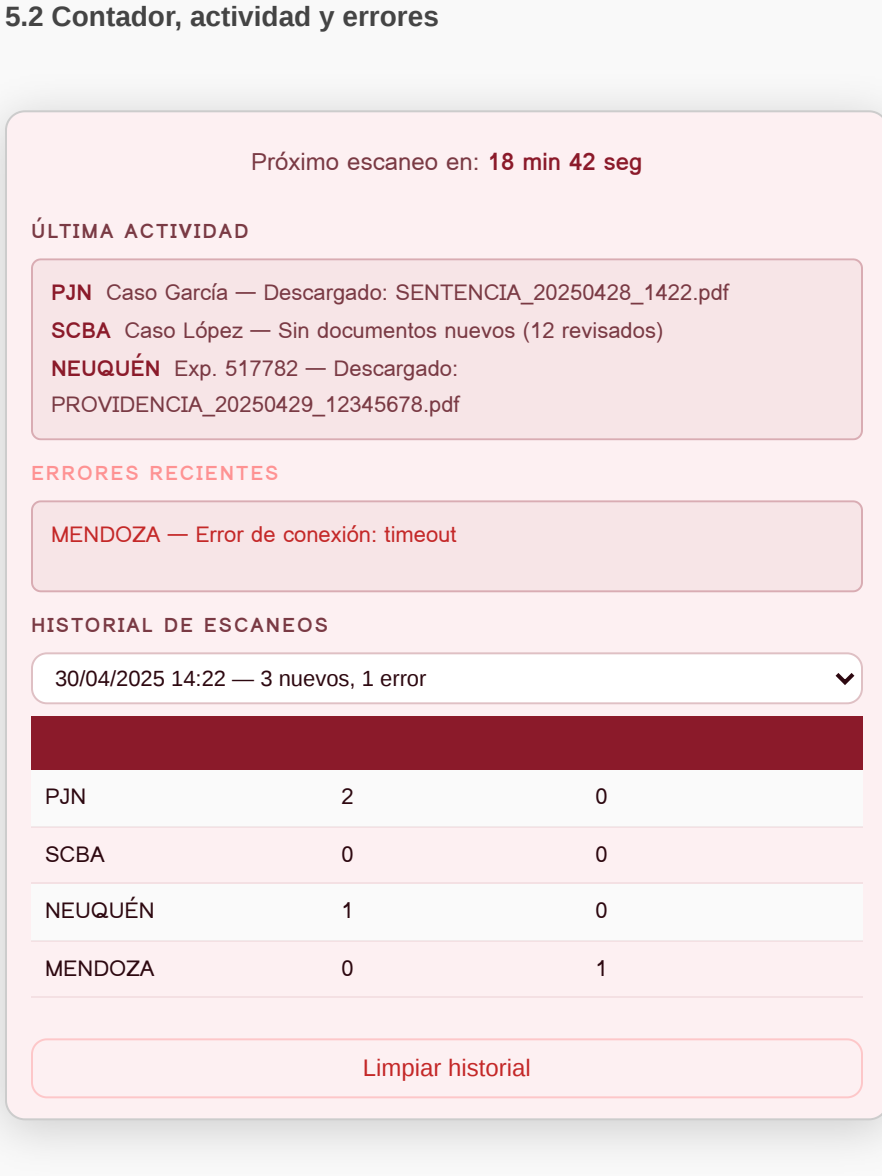 5.2 Contador, actividad y errores
Próximo escaneo en: 18 min 42 seg
ÚLTIMA ACTIVIDAD
PJN Caso García — Descargado: SENTENCIA_20250428_1422.pdf
SCBA Caso López — Sin documentos nuevos (12 revisados)
NEUQUÉN Exp. 517782 — Descargado:
PROVIDENCIA_20250429_12345678.pdf
ERRORES RECIENTES
MENDOZA — Error de conexión: timeout
HISTORIAL DE ESCANEOS
30/04/2025 14:22 — 3 nuevos, 1 error
PJN 2 0
SCBA 0 0
NEUQUÉN 1 0
MENDOZA 0 1
Limpiar historial